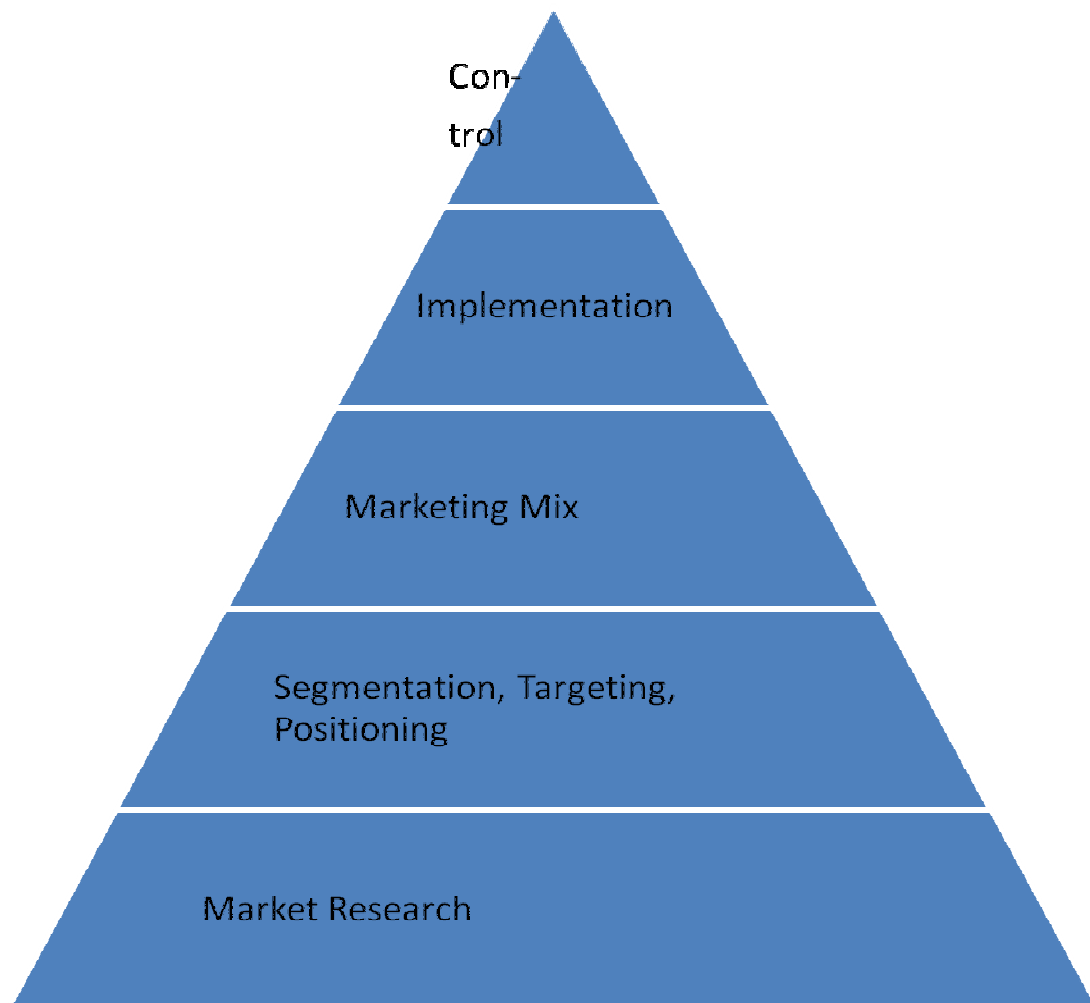 Con-
trol
Implementation
Marketing Mix
Segmentation, Targeting,
Positioning
Market Research